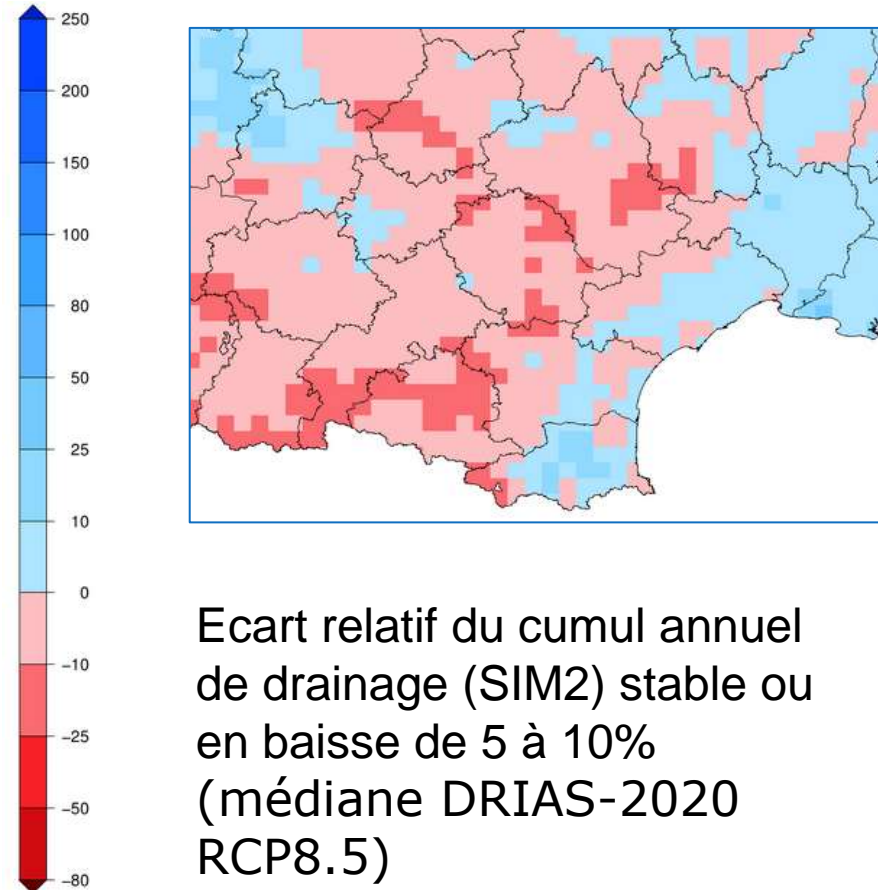 250
200
150
100
80
50
25
10
0
−10
−25
−50
−80
Ecart relatif du cumul annuel
de drainage (SIM2) stable ou
en baisse de 5 à 10%
(médiane DRIAS-2020
RCP8.5)